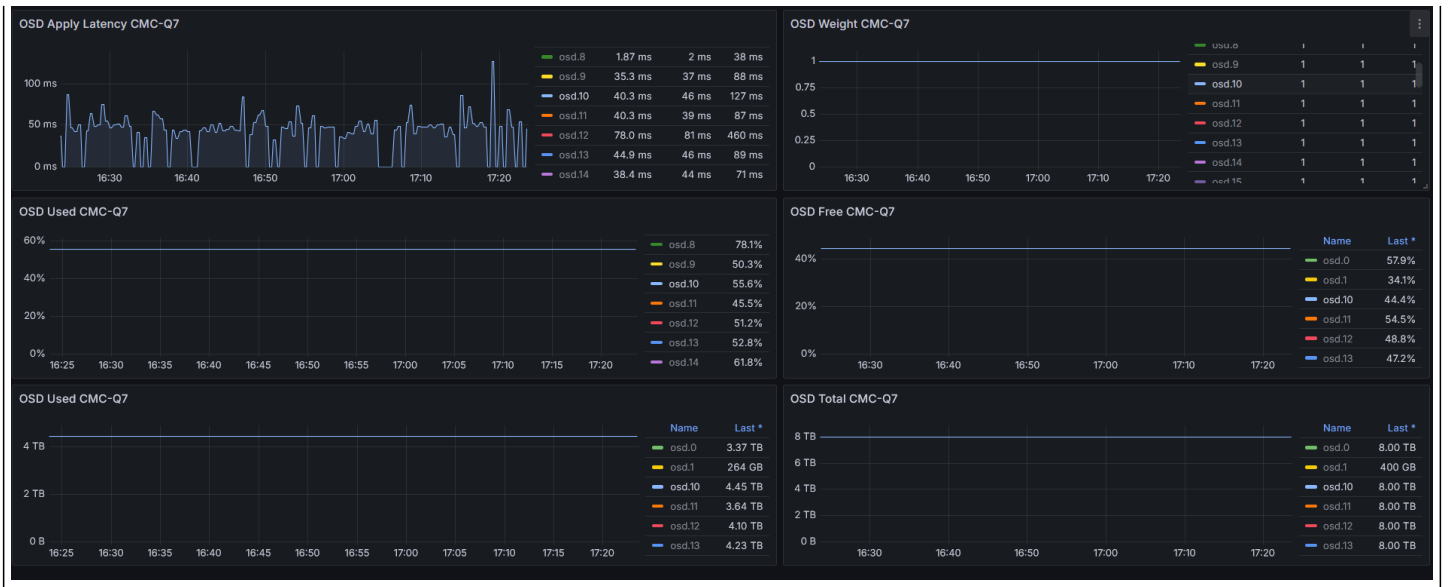 OSD Apply Latency CMC-Q7
100 ms
50 ms
0 ms
16:30 16:40 16:50 17:00 17:10 17:20
osd.8 1.87 ms 2 ms 38 ms
osd.9 35.3 ms 37 ms 88 ms
osd.10 40.3 ms 46 ms 127 ms
osd.11 40.3 ms 39 ms 87 ms
osd.12 78.0 ms 81 ms 460 ms
osd.13 44.9 ms 46 ms 89 ms
osd.14 38.4 ms 44 ms 71 ms
OSD Weight CMC-Q7
1
0.75
0.5
0.25
0
16:30 16:40 16:50 17:00 17:10 17:20
osd.8 1 1 1
osd.9 1 1 1
osd.10 1 1 1
osd.11 1 1 1
osd.12 1 1 1
osd.13 1 1 1
osd.14 1 1 1
osd.15 1 1 1
OSD Used CMC-Q7
60%
40%
20%
0%
16:25 16:30 16:35 16:40 16:45 16:50 16:55 17:00 17:05 17:10 17:15 17:20
osd.8 78.1%
osd.9 50.3%
osd.10 55.6%
osd.11 45.5%
osd.12 51.2%
osd.13 52.8%
osd.14 61.8%
OSD Free CMC-Q7
40%
20%
0%
16:30 16:40 16:50 17:00 17:10 17:20
Name Last *
osd.0 57.9%
osd.1 34.1%
osd.10 44.4%
osd.11 54.5%
osd.12 48.8%
osd.13 47.2%
OSD Used CMC-Q7
4 TB
2 TB
0 B
16:25 16:30 16:35 16:40 16:45 16:50 16:55 17:00 17:05 17:10 17:15 17:20
Name Last *
osd.0 3.37 TB
osd.1 264 GB
osd.10 4.45 TB
osd.11 3.64 TB
osd.12 4.10 TB
osd.13 4.23 TB
OSD Total CMC-Q7
8 TB
6 TB
4 TB
2 TB
0 B
16:30 16:40 16:50 17:00 17:10 17:20
Name Last *
osd.0 8.00 TB
osd.1 400 GB
osd.10 8.00 TB
osd.11 8.00 TB
osd.12 8.00 TB
osd.13 8.00 TB